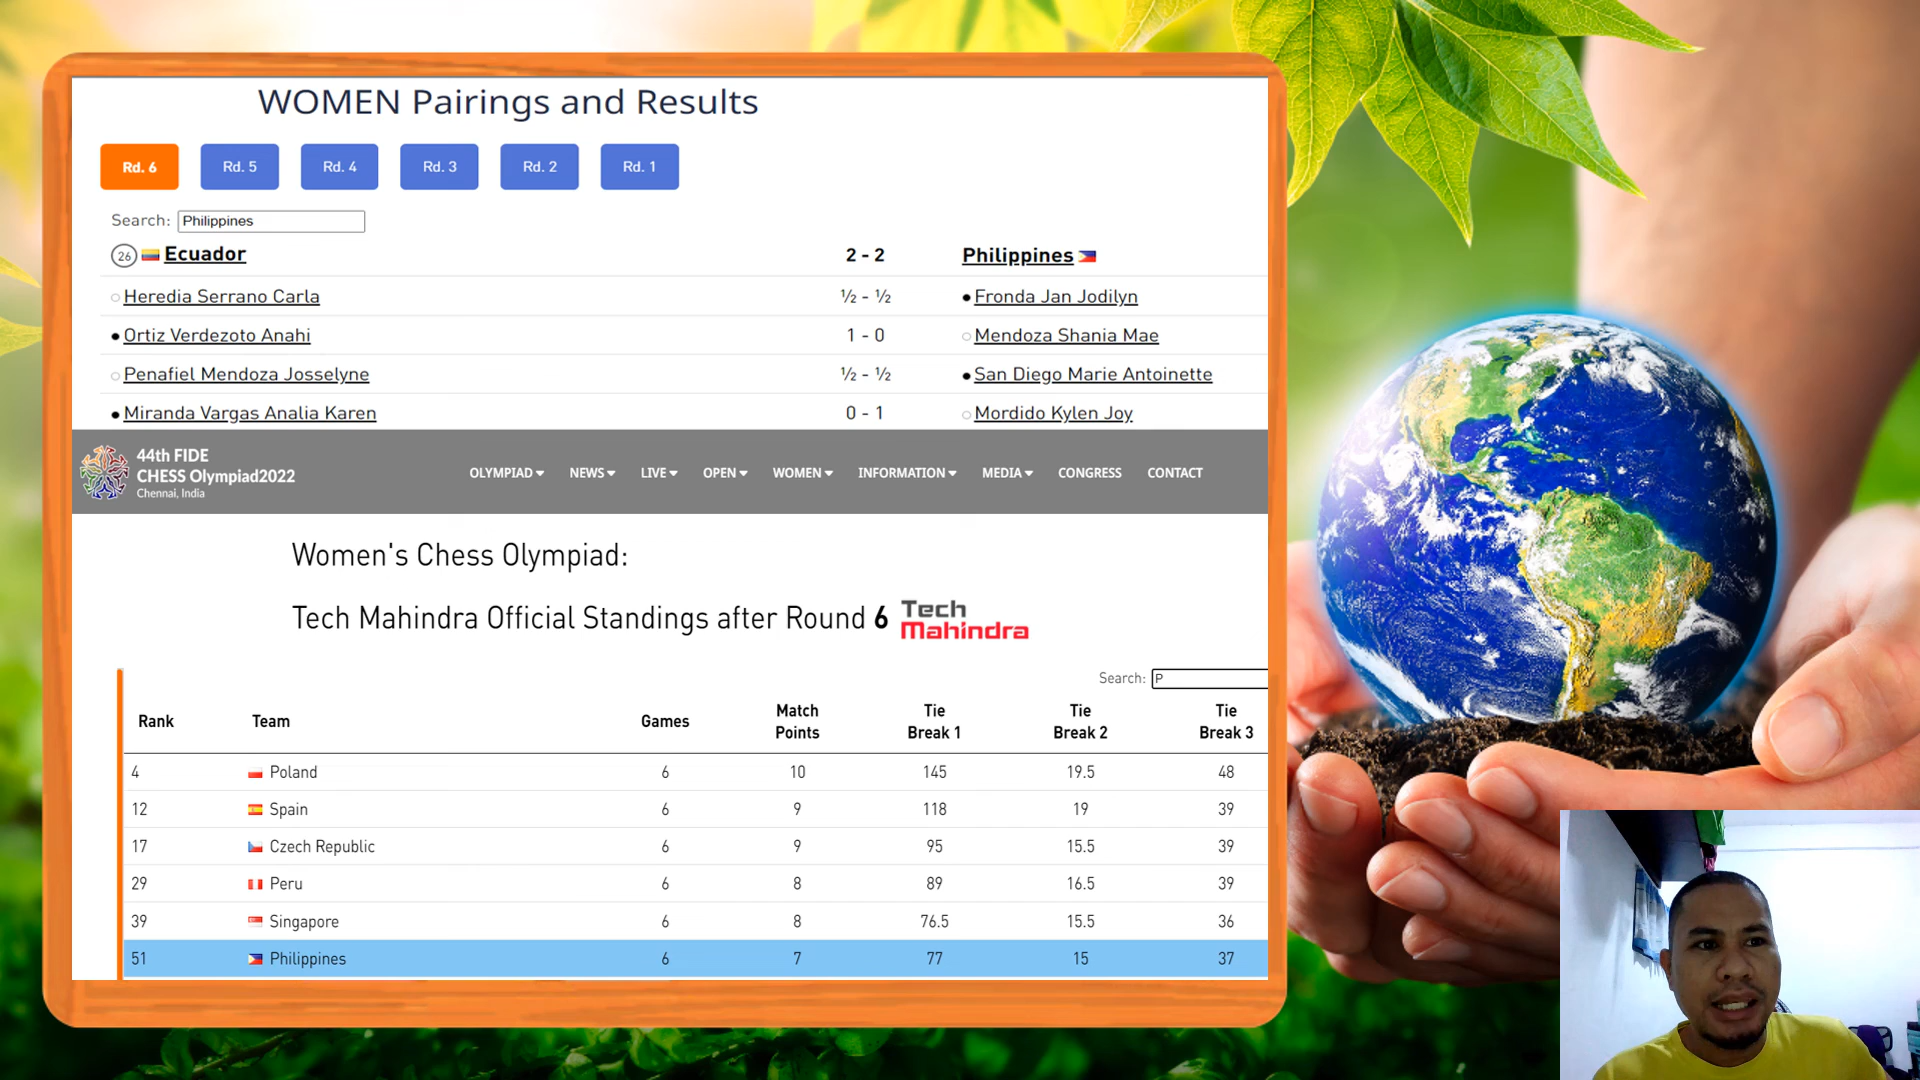 WOMEN Pairings and Results
Rd. 6 Rd. 5 Rd. 4 Rd. 3 Rd. 2 Rd. 1
Search: Philippines
26 Ecuador 2 - 2 Philippines
Heredia Serrano Carla ½ - ½ Fronda Jan Jodilyn
Ortiz Verdezoto Anahi 1 - 0 Mendoza Shania Mae
Penafiel Mendoza Josselyne ½ - ½ San Diego Marie Antoinette
Miranda Vargas Analia Karen 0 - 1 Mordido Kylen Joy
44th FIDE
CHESS Olympiad2022
Chennai, India
OLYMPIAD NEWS LIVE OPEN WOMEN INFORMATION MEDIA CONGRESS CONTACT
Women's Chess Olympiad:
Tech Mahindra Official Standings after Round 6 Tech Mahindra
Search: P
Rank Team Games Match Points Tie Break 1 Tie Break 2 Tie Break 3
4 Poland 6 10 145 19.5 48
12 Spain 6 9 118 19 39
17 Czech Republic 6 9 95 15.5 39
29 Peru 6 8 89 16.5 39
39 Singapore 6 8 76.5 15.5 36
51 Philippines 6 7 77 15 37